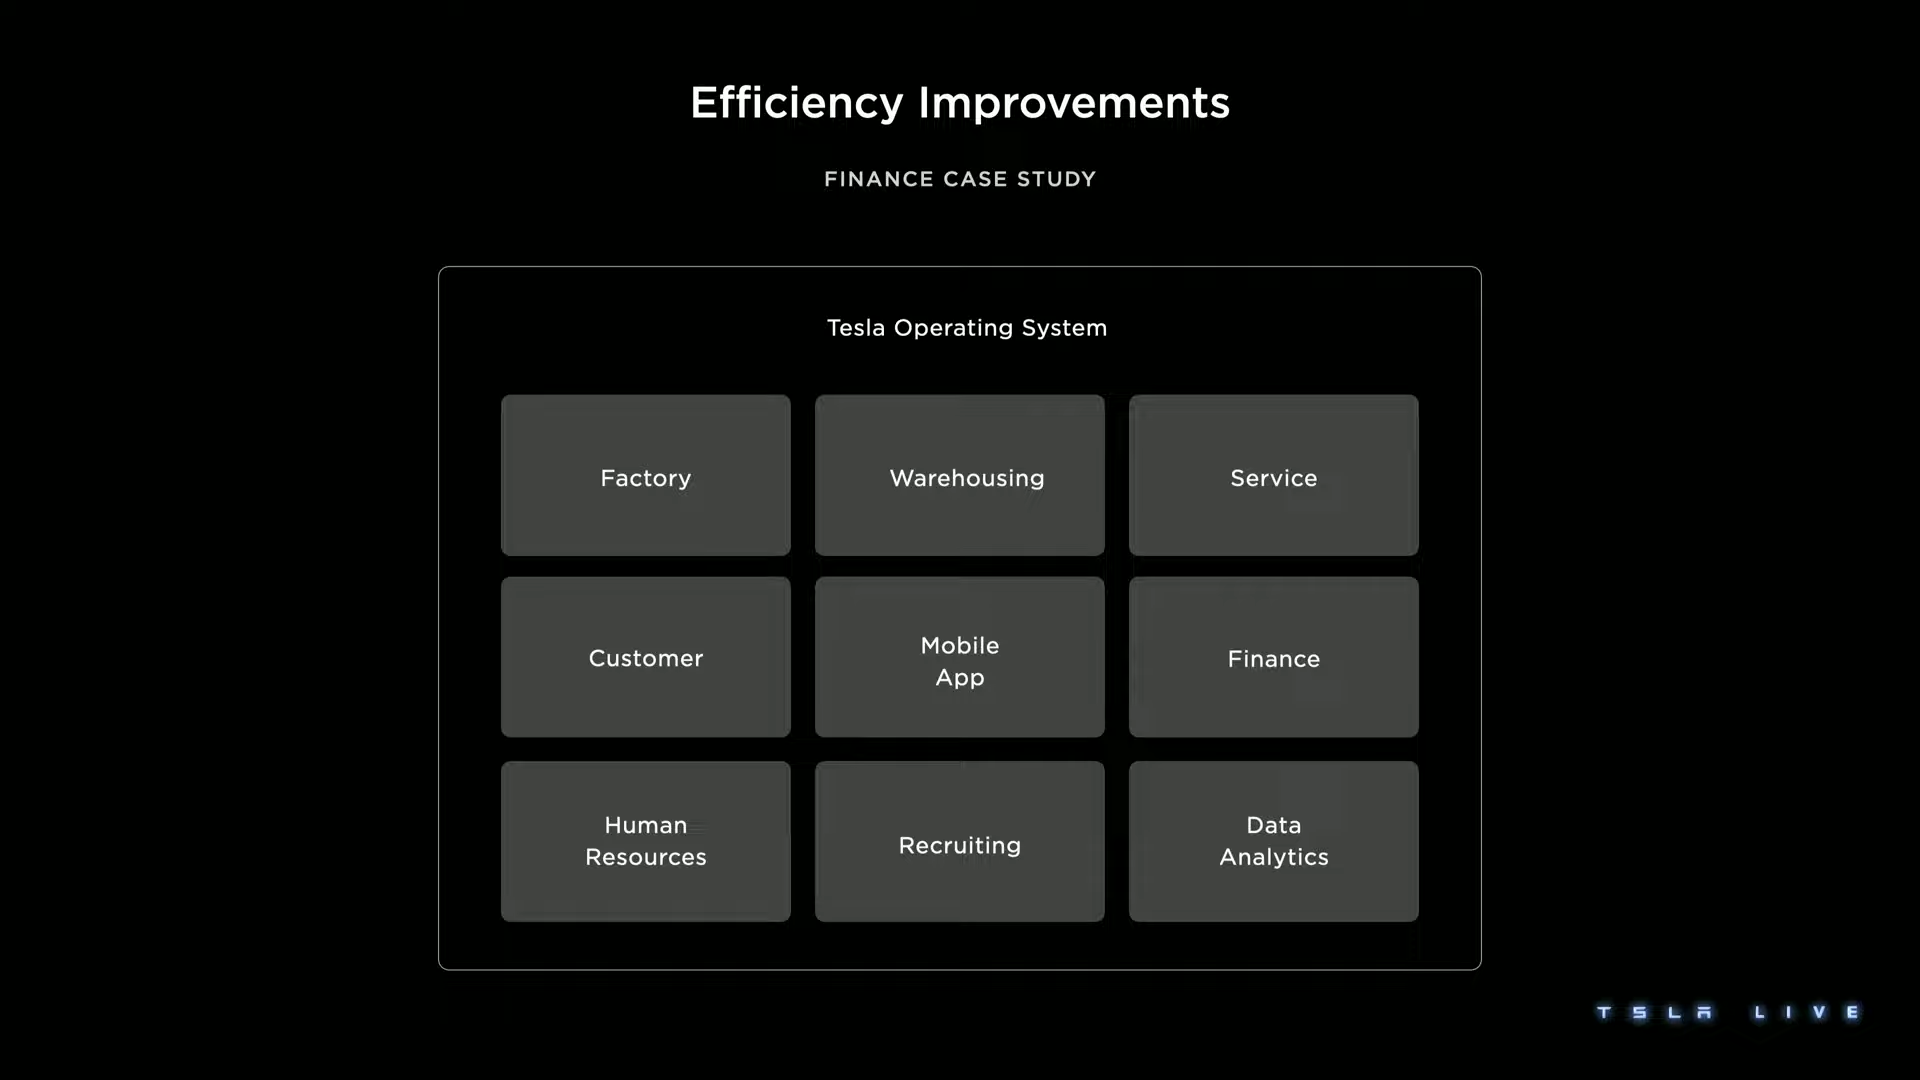 Efficiency Improvements
FINANCE CASE STUDY
Tesla Operating System
Factory
Warehousing
Service
Customer
Mobile
App
Finance
Human
Resources
Recruiting
Data
Analytics
TSLA LIVE